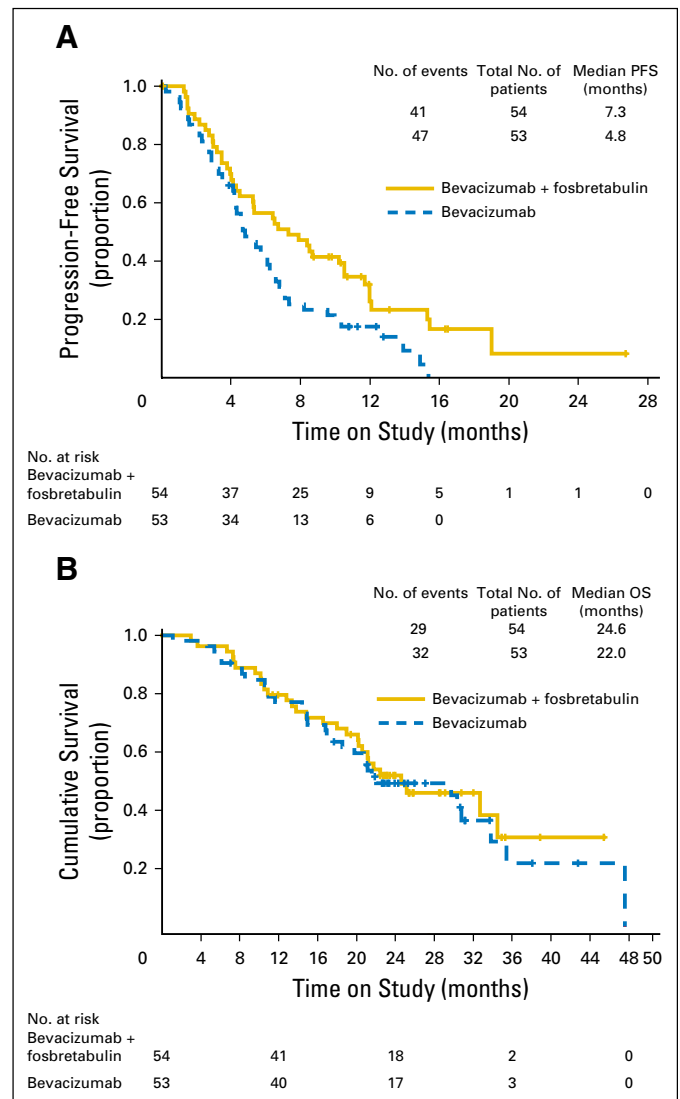 A
No. of events Total No. of patients Median PFS (months)
41 54 7.3
47 53 4.8
Bevacizumab + fosbretabulin
Bevacizumab
Progression-Free Survival
(proportion)
1.0
0.8
0.6
0.4
0.2
0 4 8 12 16 20 24 28
Time on Study (months)
No. at risk
Bevacizumab +
fosbretabulin 54 37 25 9 5 1 1 0
Bevacizumab 53 34 13 6 0
B
No. of events Total No. of patients Median OS (months)
29 54 24.6
32 53 22.0
Bevacizumab + fosbretabulin
Bevacizumab
Cumulative Survival
(proportion)
1.0
0.8
0.6
0.4
0.2
0 4 8 12 16 20 24 28 32 36 40 44 48 50
Time on Study (months)
No. at risk
Bevacizumab +
fosbretabulin 54 41 18 2 0
Bevacizumab 53 40 17 3 0